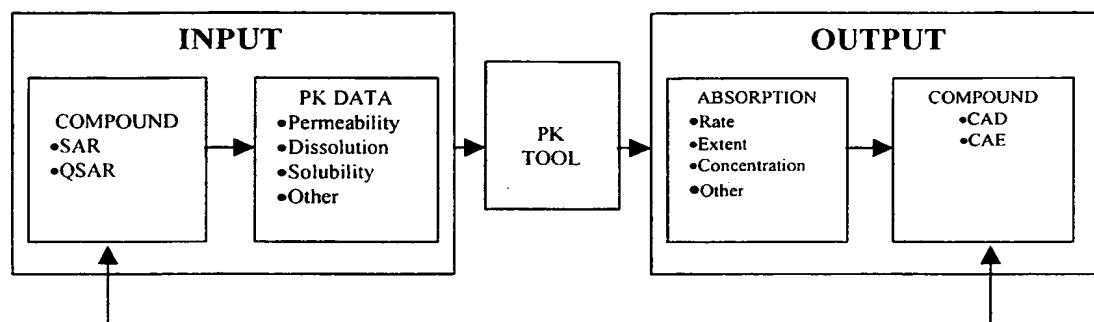 INPUT
COMPOUND
•SAR
•QSAR
PK DATA
•Permeability
•Dissolution
•Solubility
•Other
PK
TOOL
OUTPUT
ABSORPTION
•Rate
•Extent
•Concentration
•Other
COMPOUND
•CAD
•CAE